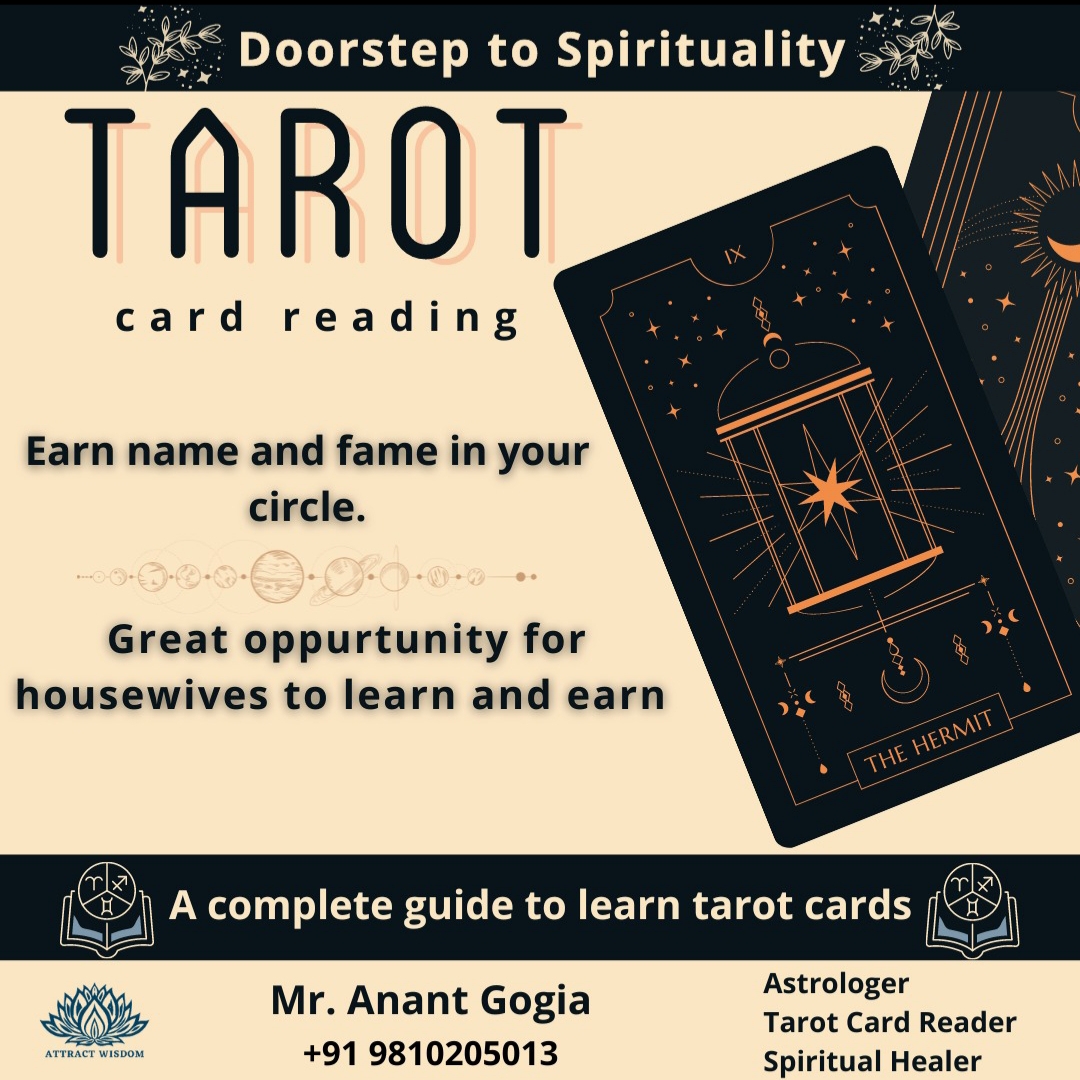 Doorstep to Spirituality
TAROT
card reading
IX
Earn name and fame in your
circle.
Great oppurtunity for
housewives to learn and earn
THE HERMIT
A complete guide to learn tarot cards
ATTRACT WISDOM
Mr. Anant Gogia
+91 9810205013
Astrologer
Tarot Card Reader
Spiritual Healer